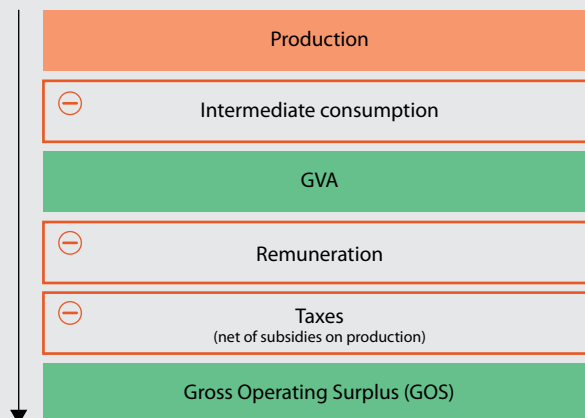 Production
Intermediate consumption
GVA
Remuneration
Taxes
(net of subsidies on production)
Gross Operating Surplus (GOS)